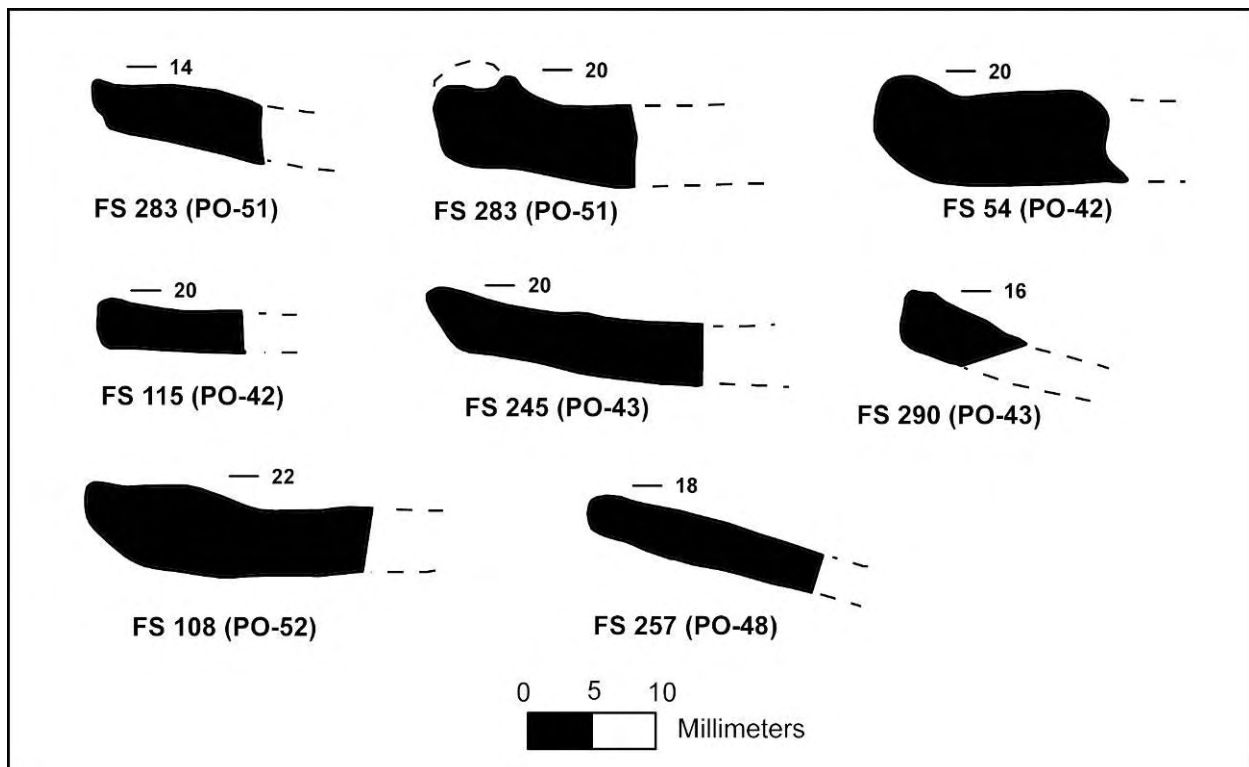 — 14
FS 283 (PO-51)
— 20
FS 283 (PO-51)
— 20
FS 54 (PO-42)
— 20
FS 115 (PO-42)
— 20
FS 245 (PO-43)
— 16
FS 290 (PO-43)
— 22
FS 108 (PO-52)
— 18
FS 257 (PO-48)
0 5 10
Millimeters